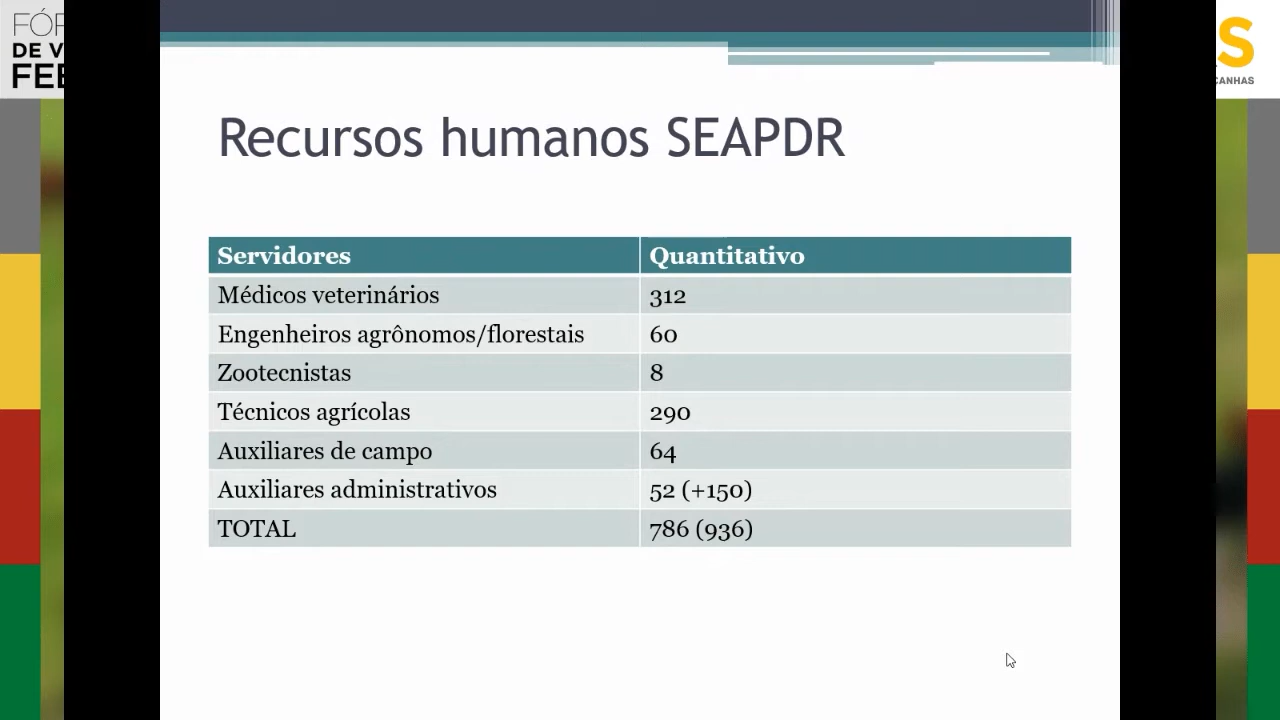 FÓR
DE V
FEE
S
CANHAS
Recursos humanos SEAPDR
Servidores Quantitativo
Médicos veterinários 312
Engenheiros agrônomos/florestais 60
Zootecnistas 8
Técnicos agrícolas 290
Auxiliares de campo 64
Auxiliares administrativos 52 (+150)
TOTAL 786 (936)